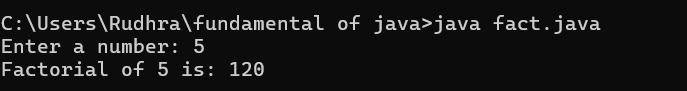 C:\Users\Rudhra\fundamental of java>java fact.java
Enter a number: 5
Factorial of 5 is: 120